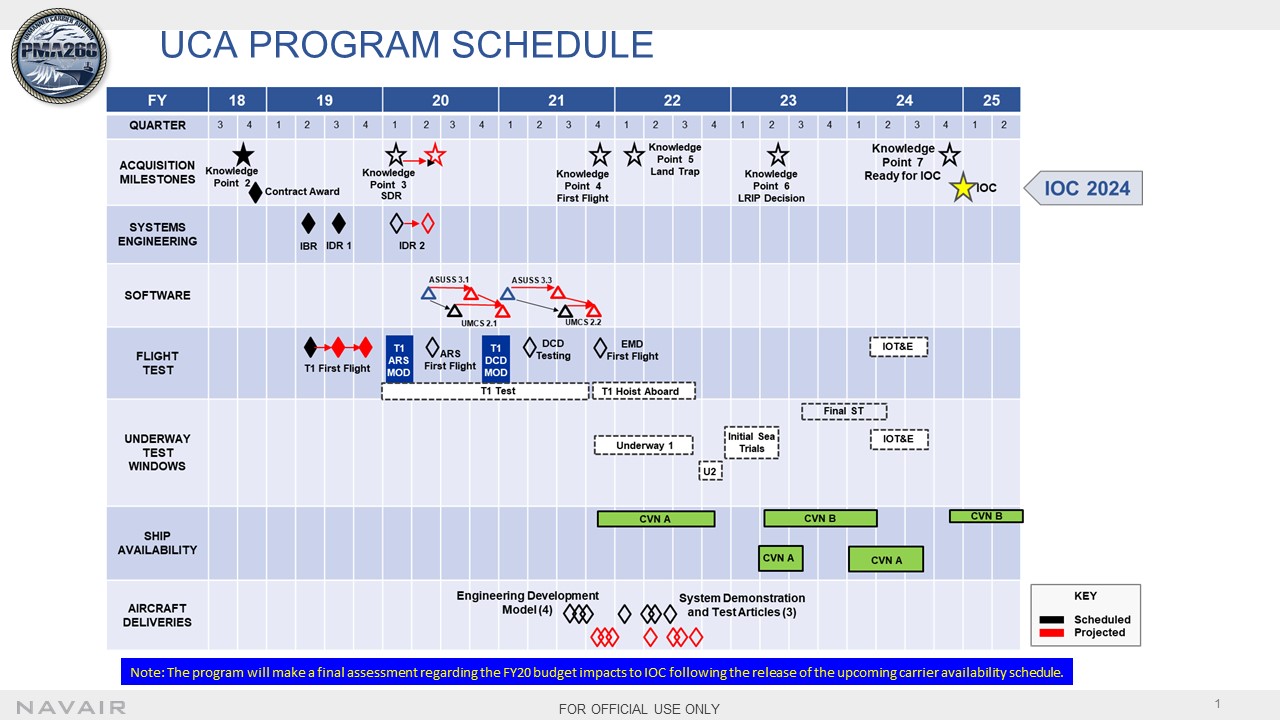 UNMANNED CARRIER AVIATION
PMA268
UCA PROGRAM SCHEDULE
FY 18 19 20 21 22 23 24 25
QUARTER 3 4 1 2 3 4 1 2 3 4 1 2 3 4 1 2 3 4 1 2 3 4 1 2 3 4 1 2
ACQUISITION
MILESTONES
Knowledge
Point 2
Contract Award
Knowledge
Point 3
SDR
Knowledge
Point 4
First Flight
Knowledge
Point 5
Land Trap
Knowledge
Point 6
LRIP Decision
Knowledge
Point 7
Ready for IOC
IOC
IOC 2024
SYSTEMS
ENGINEERING
IBR
IDR 1
IDR 2
SOFTWARE
ASUSS 3.1
UMCS 2.1
ASUSS 3.3
UMCS 2.2
FLIGHT
TEST
T1 First Flight
T1
ARS
MOD
ARS
First Flight
T1
DCD
MOD
DCD
Testing
EMD
First Flight
IOT&E
T1 Test
T1 Hoist Aboard
UNDERWAY
TEST
WINDOWS
Underway 1
U2
Initial Sea
Trials
Final ST
IOT&E
SHIP
AVAILABILITY
CVN A
CVN B
CVN B
CVN A
CVN A
AIRCRAFT
DELIVERIES
Engineering Development
Model (4)
System Demonstration
and Test Articles (3)
KEY
Scheduled
Projected
Note: The program will make a final assessment regarding the FY20 budget impacts to IOC following the release of the upcoming carrier availability schedule.
NAVAIR
FOR OFFICIAL USE ONLY
1